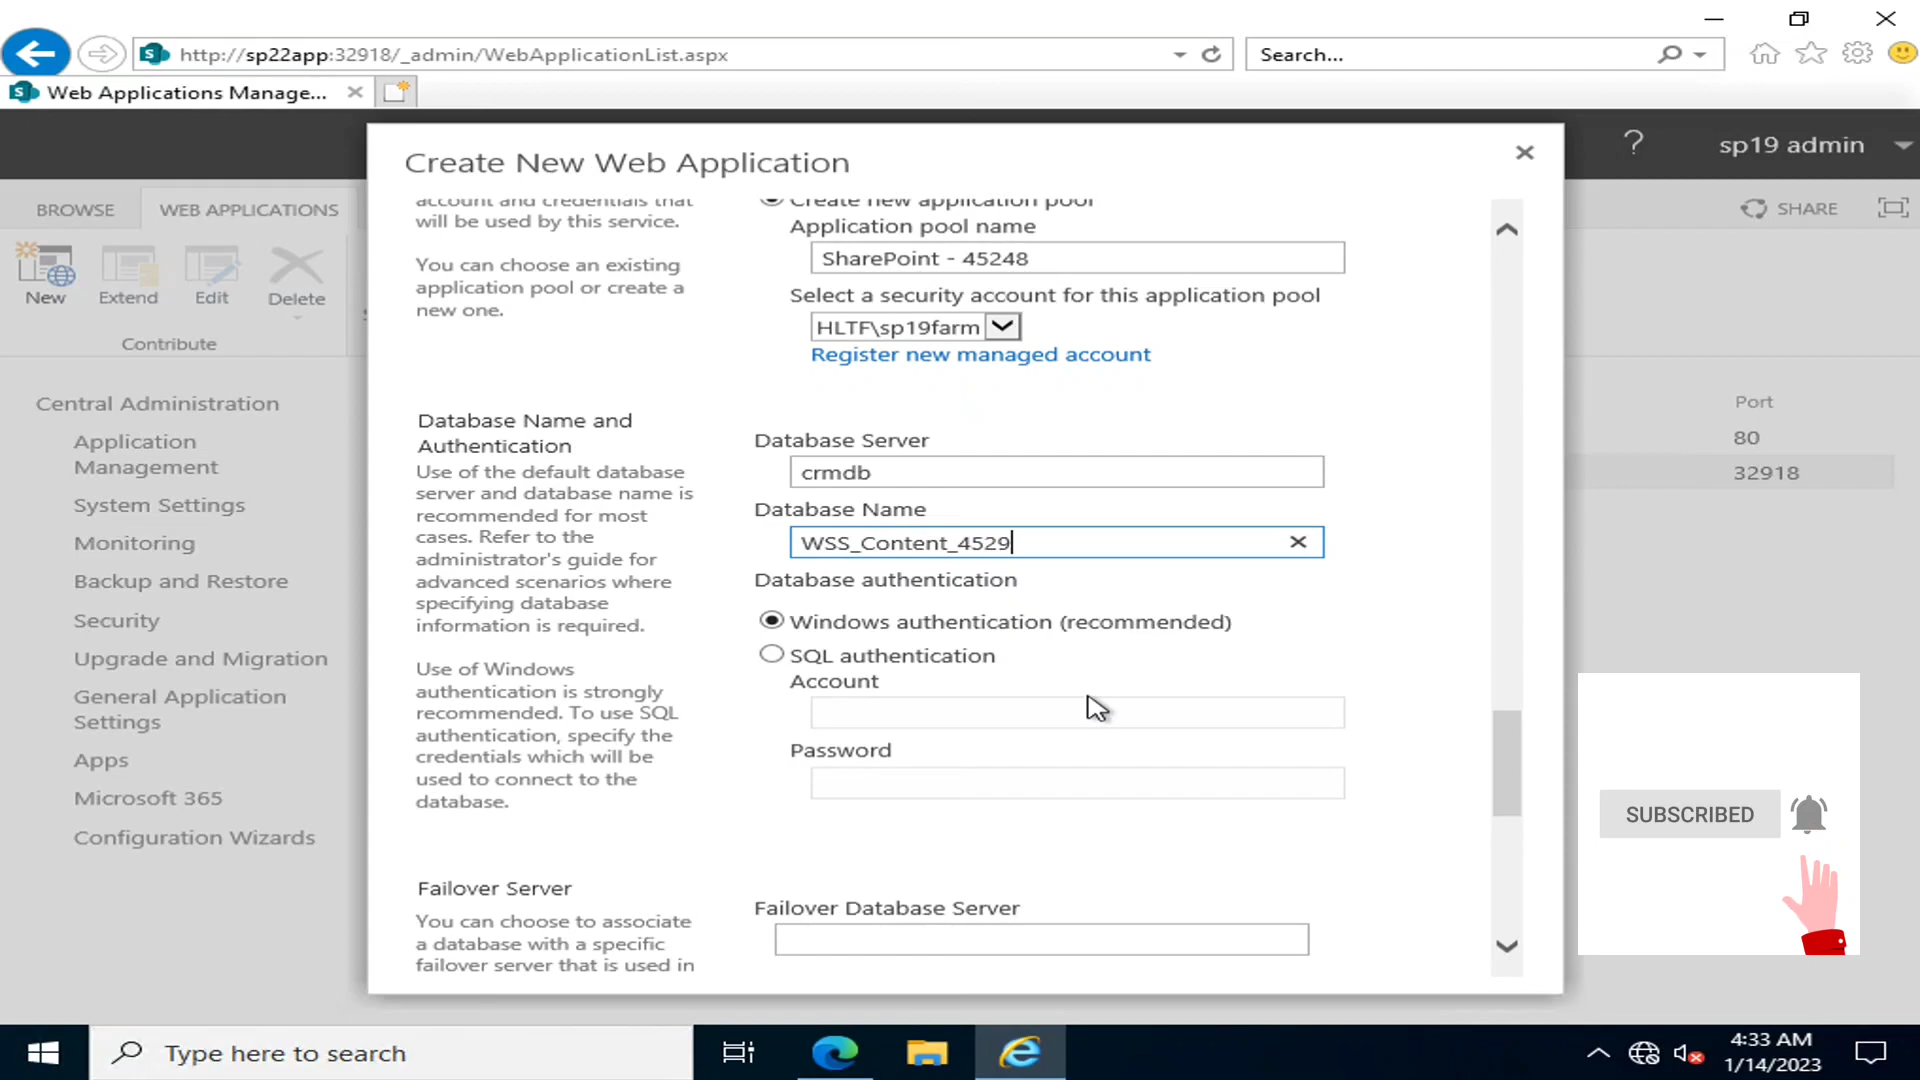 http://sp22app:32918/_admin/WebApplicationList.aspx
Search...
Web Applications Manage...
sp19 admin
BROWSE
WEB APPLICATIONS
SHARE
New
Extend
Edit
Delete
Contribute
Central Administration
Application
Management
System Settings
Monitoring
Backup and Restore
Security
Upgrade and Migration
General Application
Settings
Apps
Microsoft 365
Configuration Wizards
Port
80
32918
Create New Web Application
account and credentials that
will be used by this service.
You can choose an existing
application pool or create a
new one.
Create new application pool
Application pool name
SharePoint - 45248
Select a security account for this application pool
HLTF\sp19farm
Register new managed account
Database Name and
Authentication
Use of the default database
server and database name is
recommended for most
cases. Refer to the
administrator's guide for
advanced scenarios where
specifying database
information is required.
Use of Windows
authentication is strongly
recommended. To use SQL
authentication, specify the
credentials which will be
used to connect to the
database.
Database Server
crmdb
Database Name
WSS_Content_4529
Database authentication
Windows authentication (recommended)
SQL authentication
Account
Password
Failover Server
You can choose to associate
a database with a specific
failover server that is used in
Failover Database Server
SUBSCRIBED
Type here to search
4:33 AM
1/14/2023